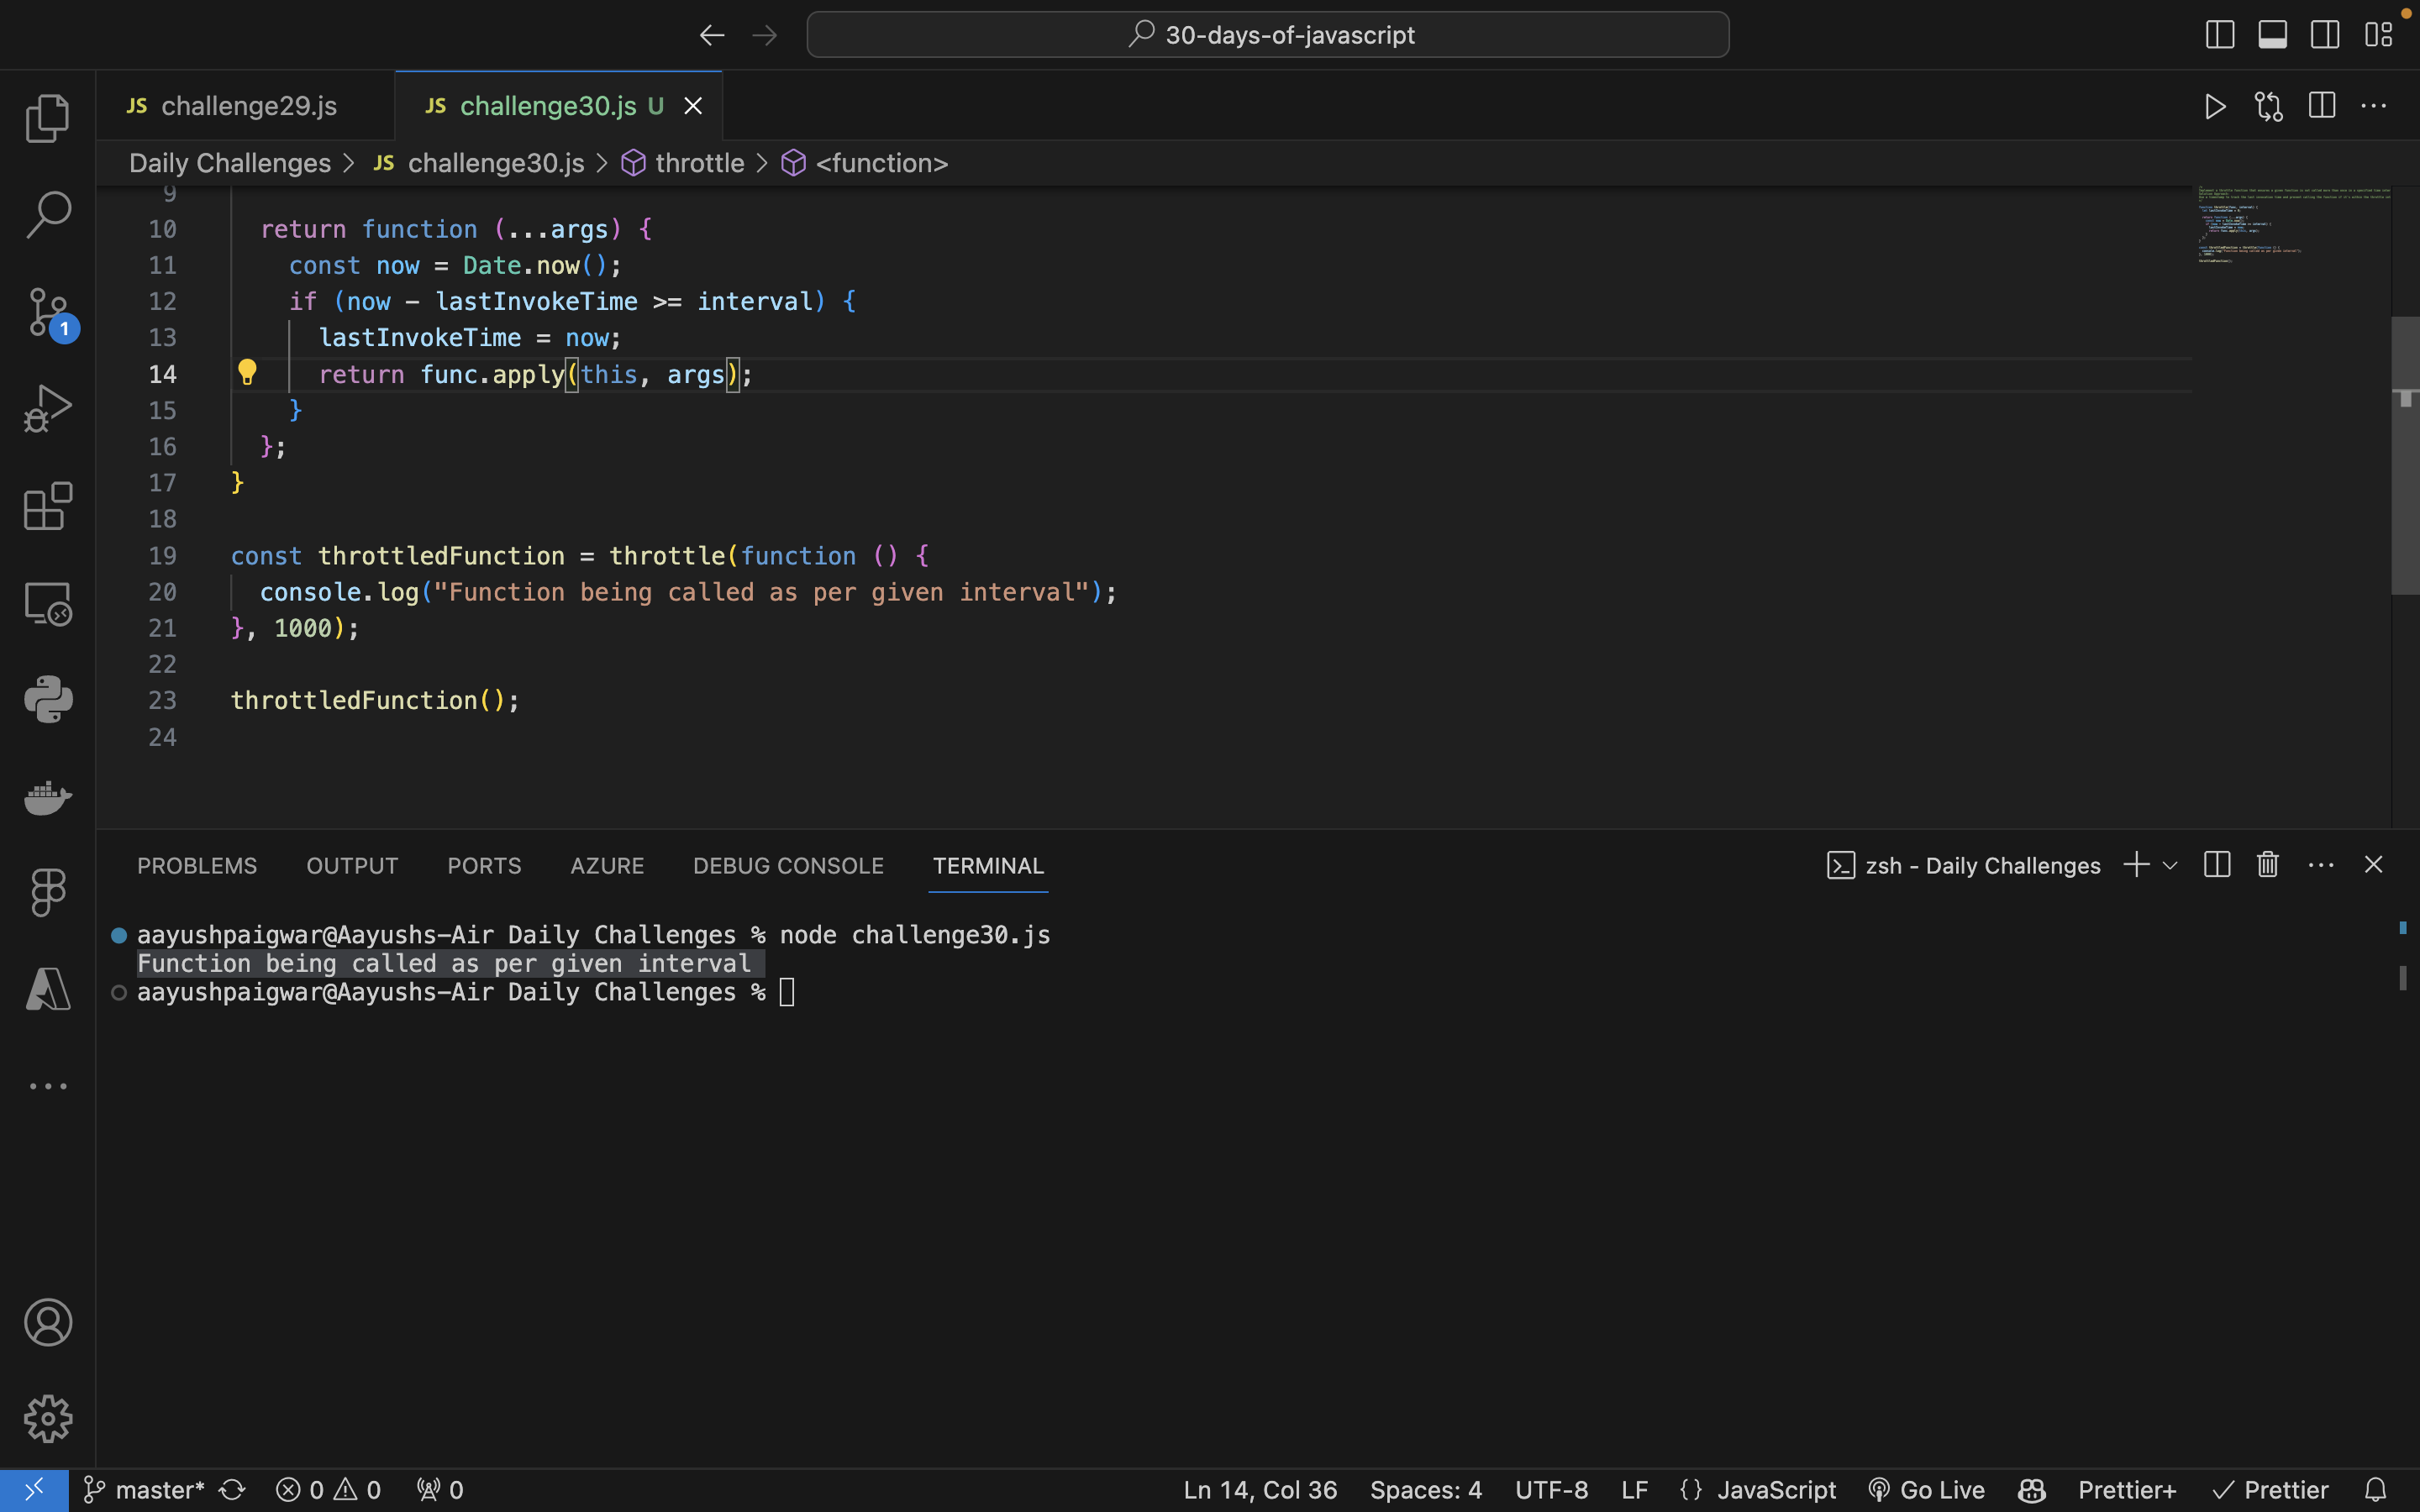 30-days-of-javascript
JS challenge29.js
JS challenge30.js U
Daily Challenges > JS challenge30.js > throttle > <function>
9
10 return function (...args) {
11 const now = Date.now();
12 if (now - lastInvokeTime >= interval) {
13 lastInvokeTime = now;
14 return func.apply(this, args);
15 }
16 };
17 }
18
19 const throttledFunction = throttle(function () {
20 console.log("Function being called as per given interval");
21 }, 1000);
22
23 throttledFunction();
24
1
PROBLEMS OUTPUT PORTS AZURE DEBUG CONSOLE TERMINAL
zsh - Daily Challenges
aayushpaigwar@Aayushs-Air Daily Challenges % node challenge30.js
Function being called as per given interval
aayushpaigwar@Aayushs-Air Daily Challenges %
master* 0 0 0 Ln 14, Col 36 Spaces: 4 UTF-8 LF {} JavaScript Go Live Prettier+ Prettier